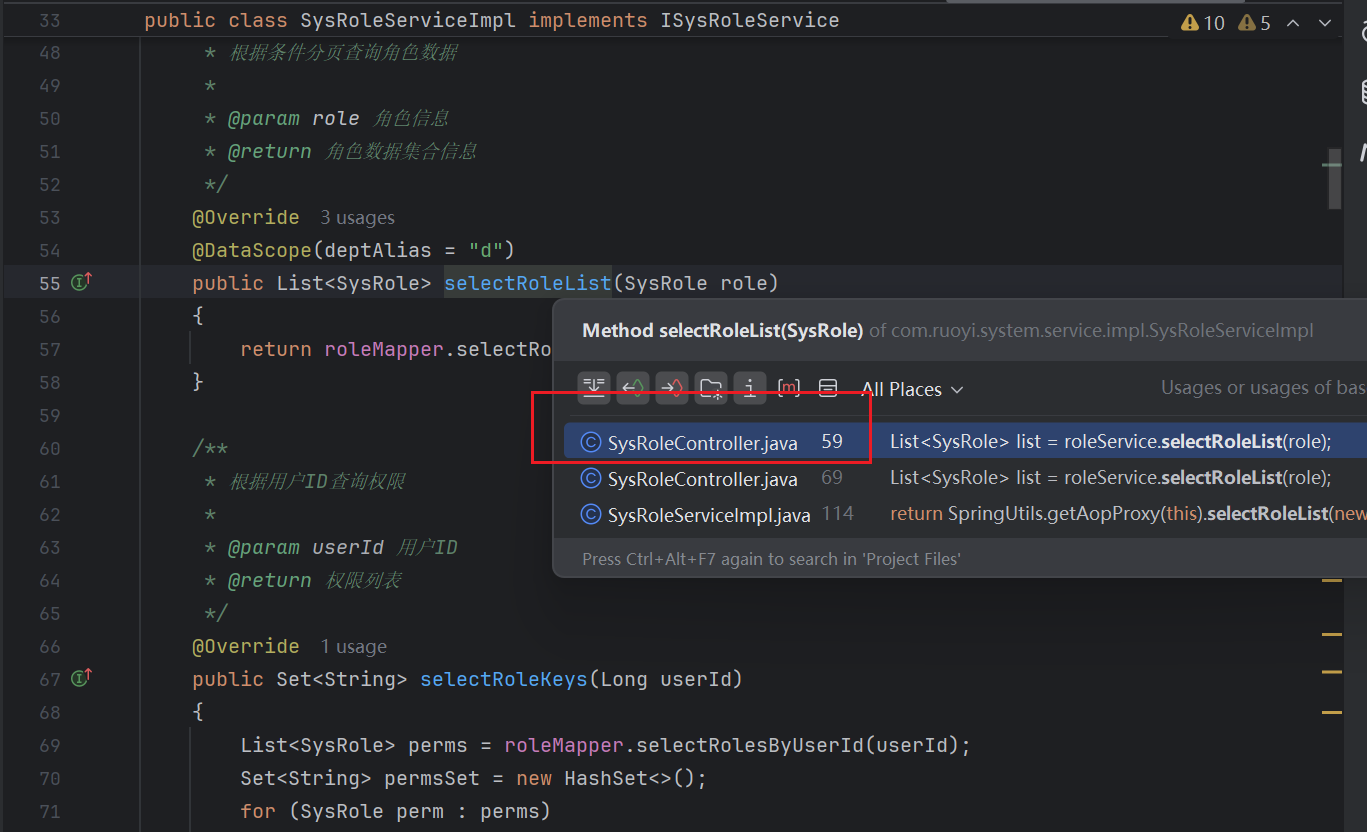 33 public class SysRoleServiceImpl implements ISysRoleService
10 5
48 * 根据条件分页查询角色数据
49 *
50 * @param role 角色信息
51 * @return 角色数据集合信息
52 */
53 @Override 3 usages
54 @DataScope(deptAlias = "d")
55 public List<SysRole> selectRoleList(SysRole role)
56 {
57 return roleMapper.selectRo
58 }
59
60 /**
61 * 根据用户ID查询权限
62 *
63 * @param userId 用户ID
64 * @return 权限列表
65 */
66 @Override 1 usage
67 public Set<String> selectRoleKeys(Long userId)
68 {
69 List<SysRole> perms = roleMapper.selectRolesByUserId(userId);
70 Set<String> permsSet = new HashSet<>();
71 for (SysRole perm : perms)
Method selectRoleList(SysRole) of com.ruoyi.system.service.impl.SysRoleServiceImpl
All Places Usages or usages of bas
SysRoleController.java 59 List<SysRole> list = roleService.selectRoleList(role);
SysRoleController.java 69 List<SysRole> list = roleService.selectRoleList(role);
SysRoleServiceImpl.java 114 return SpringUtils.getAopProxy(this).selectRoleList(new
Press Ctrl+Alt+F7 again to search in 'Project Files'